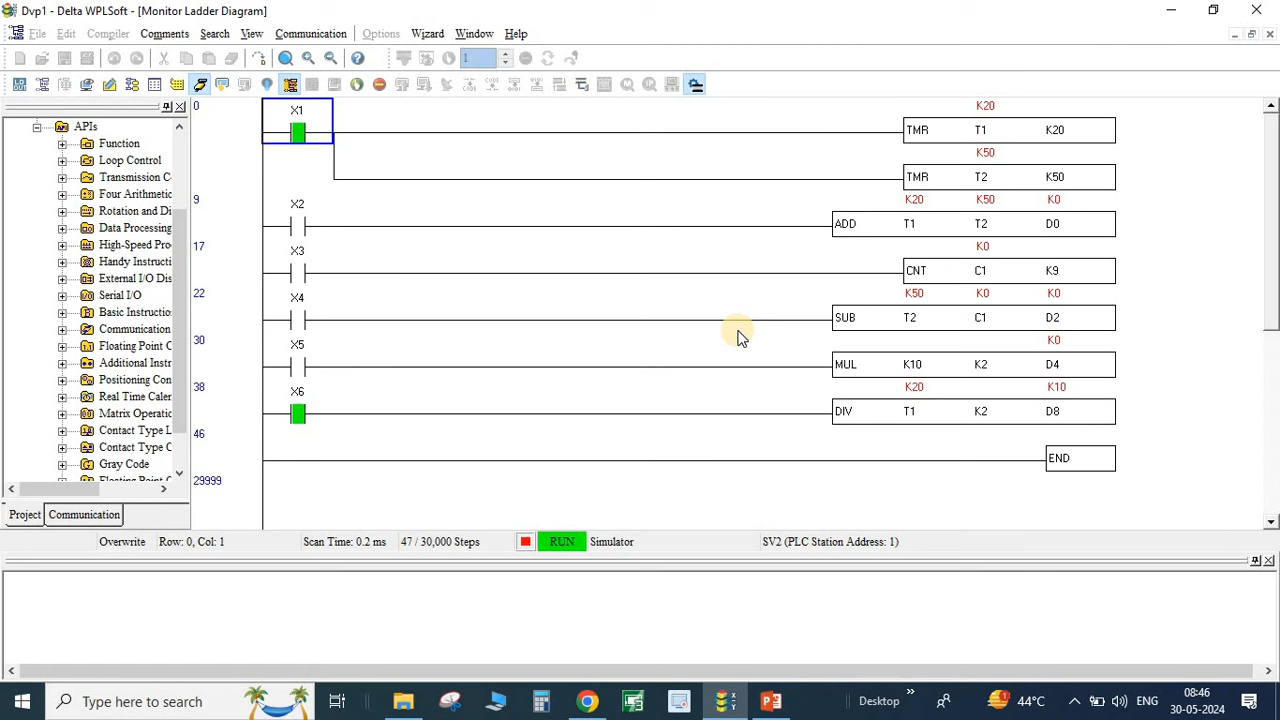 Dvp1 - Delta WPLSoft - [Monitor Ladder Diagram]
File Edit Compiler Comments Search View Communication Options Wizard Window Help
1
APIs
Function
Loop Control
Transmission C
Four Arithmetic
Rotation and Di
Data Processing
High-Speed Pro
Handy Instructi
External I/O Dis
Serial I/O
Basic Instructio
Communication
Floating Point C
Additional Instr
Positioning Con
Real Time Caler
Matrix Operatio
Contact Type L
Contact Type C
Gray Code
Project Communication
0
X1
K20
TMR T1 K20
K50
TMR T2 K50
9
X2
K20 K50 K0
ADD T1 T2 D0
17
X3
K0
CNT C1 K9
22
X4
K50 K0 K0
SUB T2 C1 D2
30
X5
K0
MUL K10 K2 D4
38
X6
K20 K10
DIV T1 K2 D8
46
END
29999
Overwrite Row: 0, Col: 1 Scan Time: 0.2 ms 47 / 30,000 Steps RUN Simulator SV2 (PLC Station Address: 1)
Type here to search
Desktop
»
1
44°C
ENG
08:46
30-05-2024